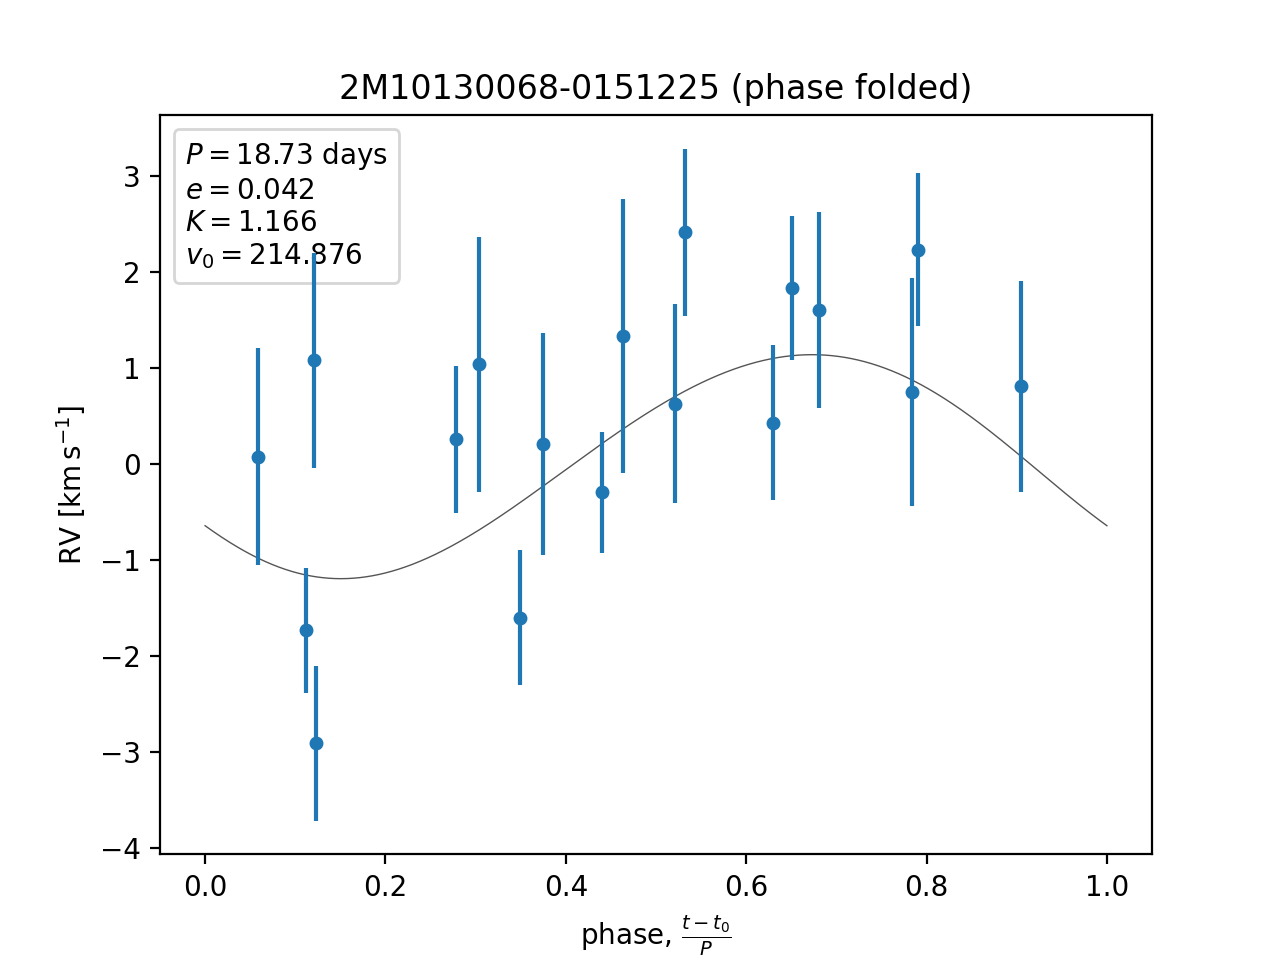 2M10130068-0151225 (phase folded)
P = 18.73 days
e = 0.042
K = 1.166
v₀ = 214.876
3
2
1
0
−1
−2
−3
−4
RV [km s⁻¹]
0.0 0.2 0.4 0.6 0.8 1.0
phase, (t − t₀)/P